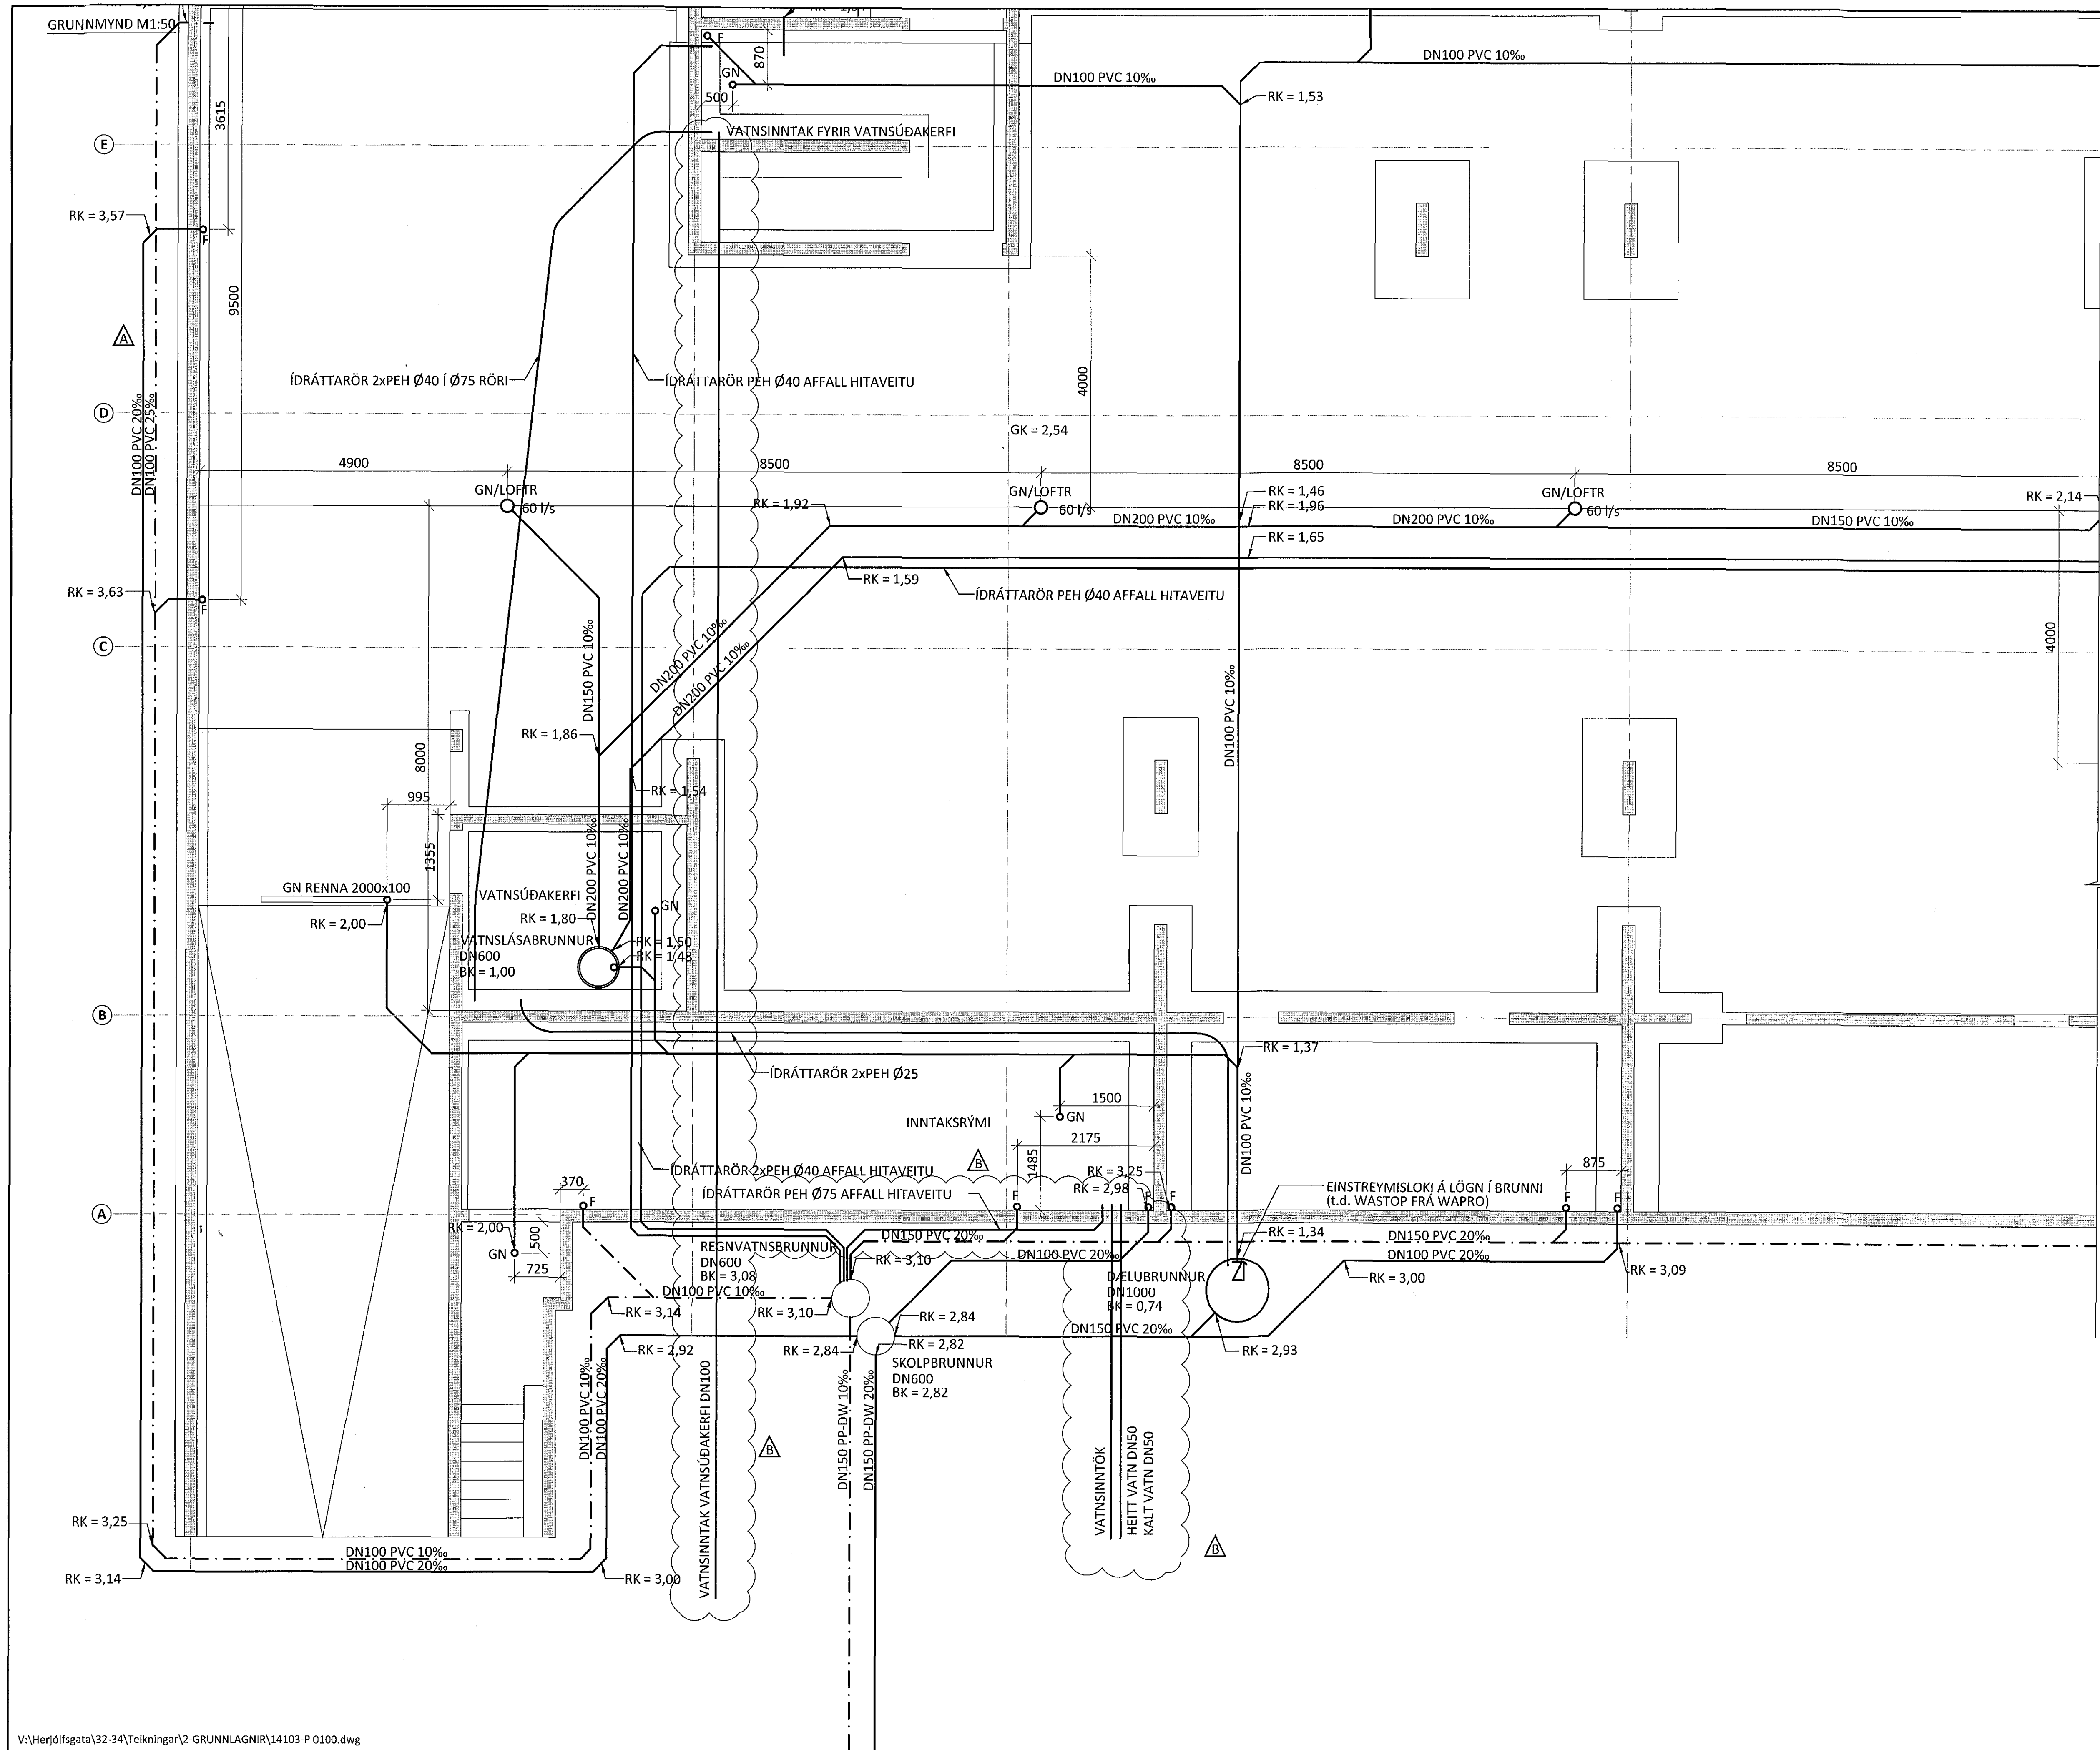 GRUNNMYND M1:50
F
870
GN
500
DN100 PVC 10‰
DN100 PVC 10‰
RK = 1,53
3615
E
VATNSINNTAK FYRIR VATNSÚÐAKERFI
RK = 3,57
F
9500
A
ÍDRÁTTARÖR 2xPEH Ø40 Í Ø75 RÖRI
ÍDRÁTTARÖR PEH Ø40 AFFALL HITAVEITU
4000
D
DN100 PVC 20‰
DN100 PVC 25‰
GK = 2,54
4900
8500
8500
8500
GN/LOFTR
60 l/s
GN/LOFTR
60 l/s
GN/LOFTR
60 l/s
RK = 1,92
RK = 1,46
RK = 1,96
RK = 2,14
DN200 PVC 10‰
DN200 PVC 10‰
DN150 PVC 10‰
RK = 1,65
RK = 1,59
RK = 3,63
F
ÍDRÁTTARÖR PEH Ø40 AFFALL HITAVEITU
C
DN150 PVC 10‰
DN200 PVC 10‰
DN200 PVC 10‰
4000
DN100 PVC 10‰
RK = 1,86
8000
RK = 1,54
995
1355
DN200 PVC 10‰
DN200 PVC 10‰
GN RENNA 2000x100
RK = 2,00
VATNSÚÐAKERFI
GN
RK = 1,80
VATNSLÁSABRUNNUR
DN600
BK = 1,00
RK = 1,50
RK = 1,48
B
RK = 1,37
ÍDRÁTTARÖR 2xPEH Ø25
DN100 PVC 10‰
1500
INNTAKSRÝMI
GN
2175
1485
B
ÍDRÁTTARÖR 2xPEH Ø40 AFFALL HITAVEITU
RK = 3,25
875
370
F
ÍDRÁTTARÖR PEH Ø75 AFFALL HITAVEITU
F
RK = 2,98
F
EINSTREYMISLOKI Á LÖGN Í BRUNNI
(t.d. WASTOP FRÁ WAPRO)
F
F
A
RK = 2,00
500
GN
725
REGNVATNSBRUNNUR
DN600
BK = 3,08
DN150 PVC 20‰
RK = 3,10
DN100 PVC 20‰
RK = 1,34
DN150 PVC 20‰
DN100 PVC 20‰
RK = 3,00
RK = 3,09
DÆLUBRUNNUR
DN1000
BK = 0,74
DN100 PVC 10‰
RK = 3,14
RK = 3,10
RK = 2,84
DN150 PVC 20‰
RK = 2,92
RK = 2,84
RK = 2,82
RK = 2,93
SKOLPBRUNNUR
DN600
BK = 2,82
DN100 PVC 10‰
DN100 PVC 20‰
VATNSINNTAK VATNSÚÐAKERFI DN100
B
DN150 PP-DW 10‰
DN150 PP-DW 20‰
VATNSINNTÖK
HEITT VATN DN50
KALT VATN DN50
B
RK = 3,25
DN100 PVC 10‰
DN100 PVC 20‰
RK = 3,14
RK = 3,00
V:\Herjólfsgata\32-34\Teikningar\2-GRUNNLAGNIR\14103-P 0100.dwg